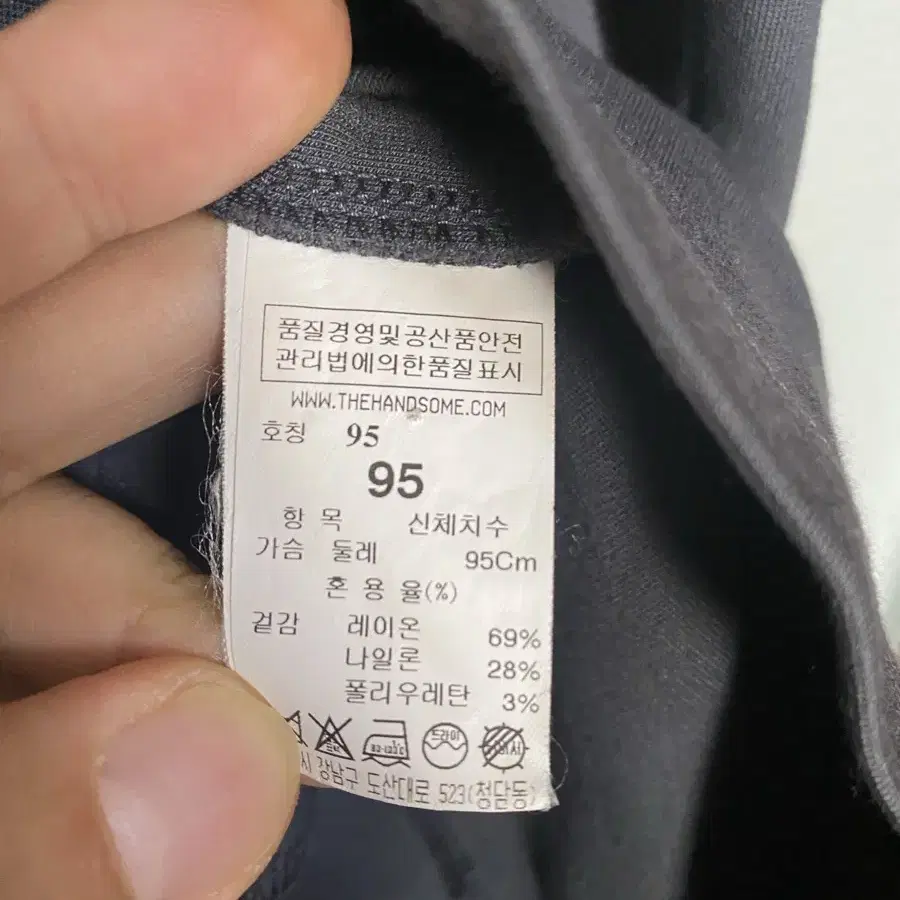 품질경영및공산품안전
관리법에의한품질표시
WWW.THEHANDSOME.COM
호칭 95
95
항 목 신체치수
가슴 둘레 95Cm
혼 용 율(%)
겉감 레이온 69%
나일론 28%
폴리우레탄 3%
드라이
시 강남구 도산대로 523(청담동)